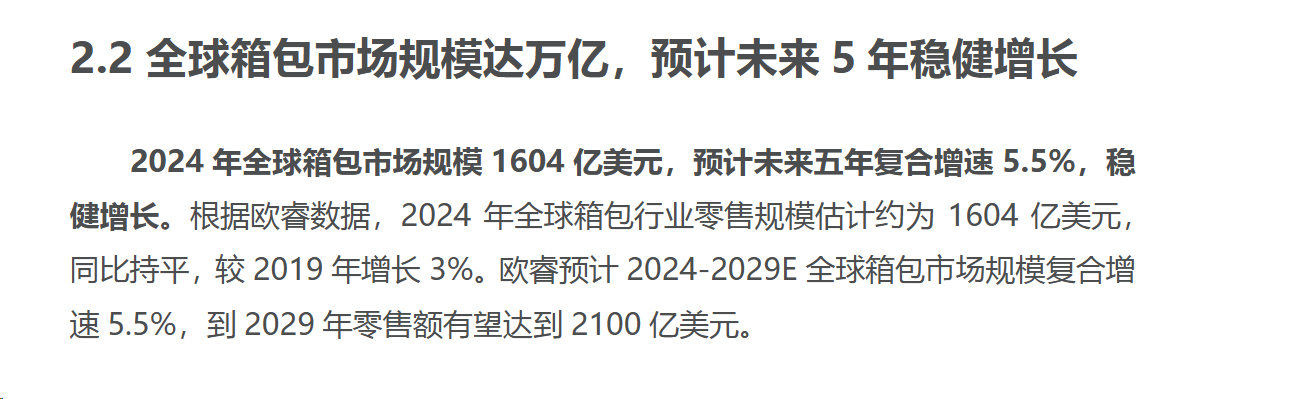 2.2 全球箱包市场规模达万亿，预计未来 5 年稳健增长
2024 年全球箱包市场规模 1604 亿美元，预计未来五年复合增速 5.5%，稳
健增长。根据欧睿数据，2024 年全球箱包行业零售规模估计约为 1604 亿美元，
同比持平，较 2019 年增长 3%。欧睿预计 2024-2029E 全球箱包市场规模复合增
速 5.5%，到 2029 年零售额有望达到 2100 亿美元。